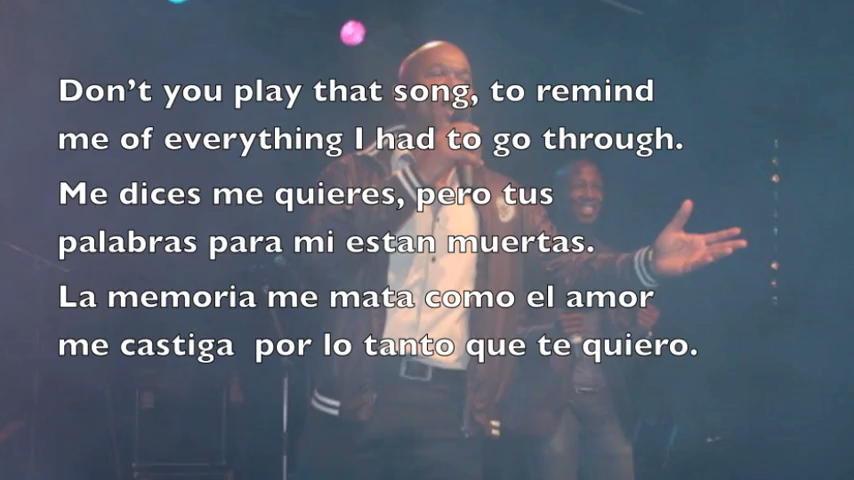 Don’t you play that song, to remind
me of everything I had to go through.
Me dices me quieres, pero tus
palabras para mi estan muertas.
La memoria me mata como el amor
me castiga por lo tanto que te quiero.